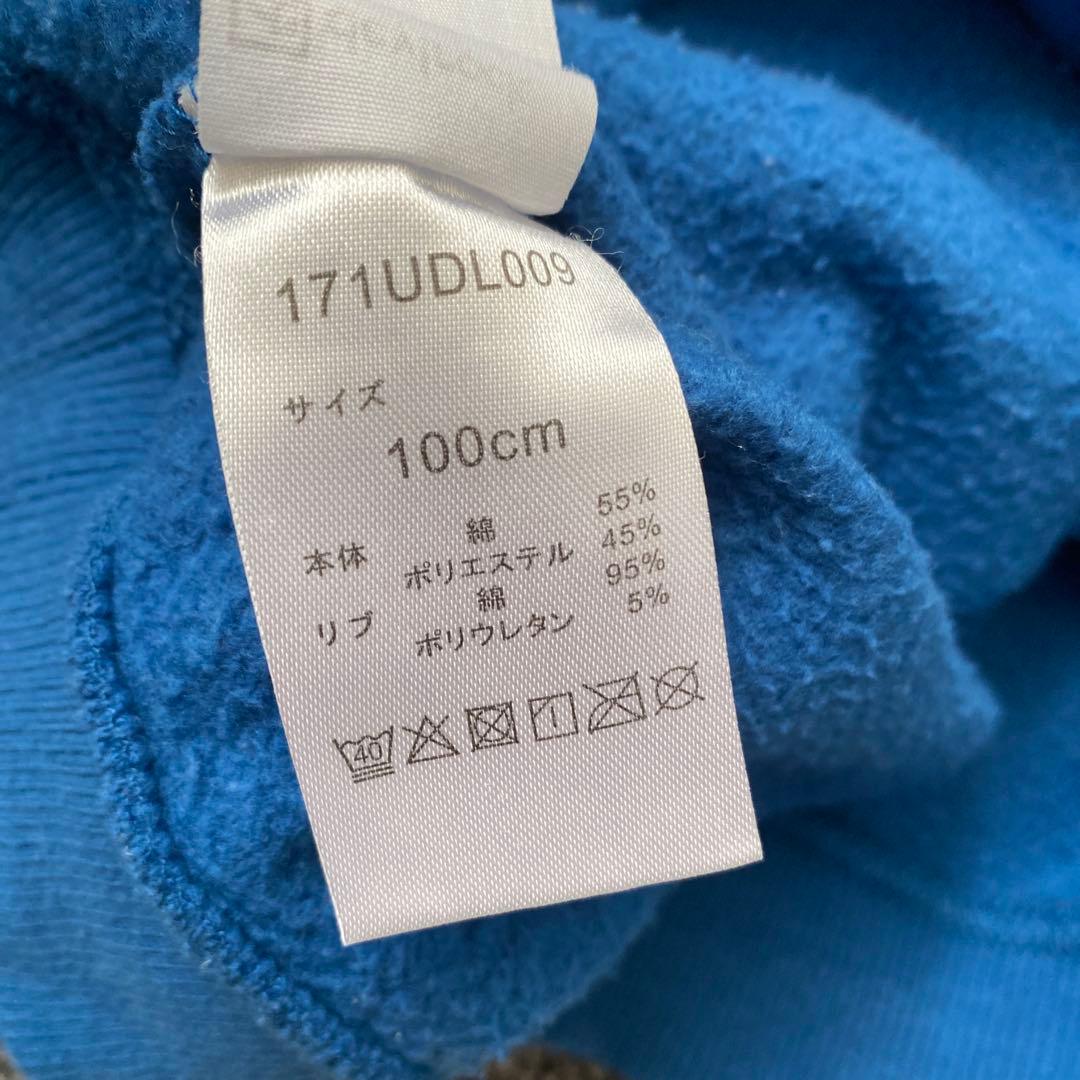 171UDL009
サイズ
100cm
本体 綿 55%
ポリエステル 45%
リブ 綿 95%
ポリウレタン 5%
40
1